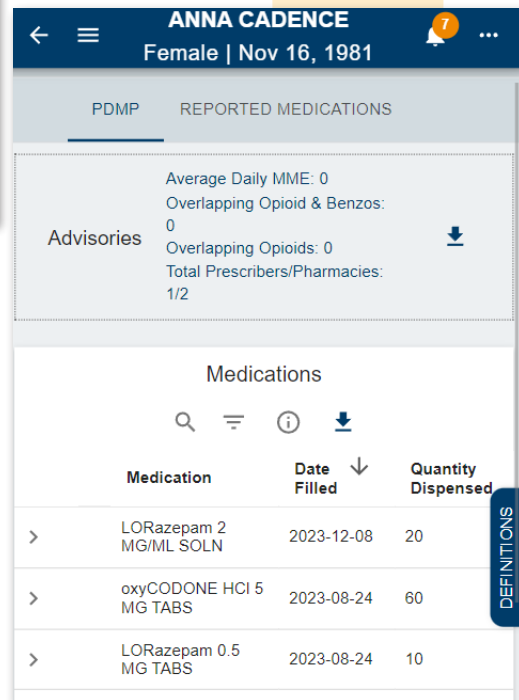 ANNA CADENCE
Female | Nov 16, 1981
7
PDMP REPORTED MEDICATIONS
Advisories
Average Daily MME: 0
Overlapping Opioid & Benzos:
0
Overlapping Opioids: 0
Total Prescribers/Pharmacies:
1/2
Medications
Medication Date Filled Quantity Dispensed
LORazepam 2 MG/ML SOLN 2023-12-08 20
oxyCODONE HCl 5 MG TABS 2023-08-24 60
LORazepam 0.5 MG TABS 2023-08-24 10
DEFINITIONS